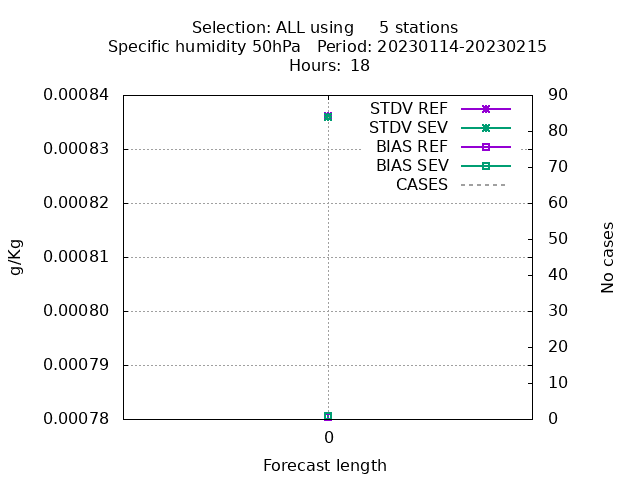 Selection: ALL using     5 stations
Specific humidity 50hPa   Period: 20230114-20230215
Hours: 18
0.00084
0.00083
0.00082
0.00081
0.00080
0.00079
0.00078
90
80
70
60
50
40
30
20
10
0
STDV REF
STDV SEV
BIAS REF
BIAS SEV
CASES
g/Kg
No cases
0
Forecast length